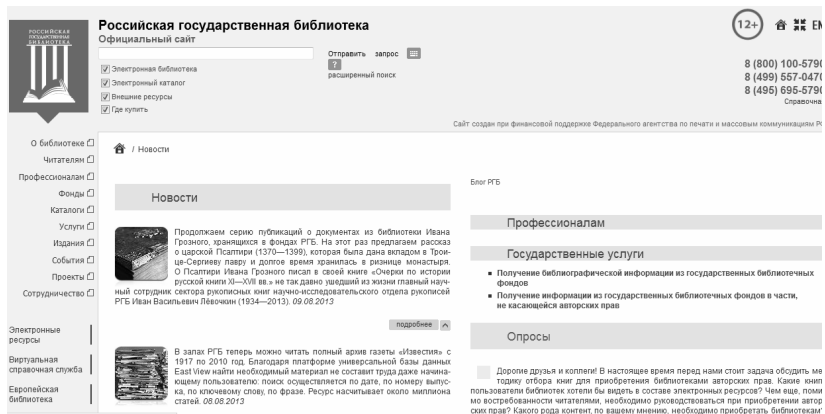 РОССИЙСКАЯ
ГОСУДАРСТВЕННАЯ
БИБЛИОТЕКА
Российская государственная библиотека
Официальный сайт
Отправить запрос
?
расширенный поиск
Электронная библиотека
Электронный каталог
Внешние ресурсы
Где купить
12+
EN
8 (800) 100-5790
8 (499) 557-0470
8 (495) 695-5790
Справочная
Сайт создан при финансовой поддержке Федерального агентства по печати и массовым коммуникациям РФ
О библиотеке
Читателям
Профессионалам
Фонды
Каталоги
Услуги
Издания
События
Проекты
Сотрудничество
Электронные
ресурсы
Виртуальная
справочная служба
Европейская
библиотека
/ Новости
Новости
Продолжаем серию публикаций о документах из библиотеки Ивана
Грозного, хранящихся в фондах РГБ. На этот раз предлагаем рассказ
о царской Псалтири (1370—1399), которая была дана вкладом в Трои-
це-Сергиеву лавру и долгое время хранилась в ризнице монастыря.
О Псалтири Ивана Грозного писал в своей книге «Очерки по истории
русской книги XI—XVII вв.» не так давно ушедший из жизни главный науч-
ный сотрудник сектора рукописных книг научно-исследовательского отдела рукописей
РГБ Иван Васильевич Лёвочкин (1934—2013). 09.08.2013
подробнее
В залах РГБ теперь можно читать полный архив газеты «Известия» с
1917 по 2010 год. Благодаря платформе универсальной базы данных
East View найти необходимый материал не составит труда даже начина-
ющему пользователю: поиск осуществляется по дате, по номеру выпус-
ка, по ключевому слову, по фразе. Ресурс насчитывает около миллиона
статей. 08.08.2013
Блог РГБ
Профессионалам
Государственные услуги
Получение библиографической информации из государственных библиотечных
фондов
Получение информации из государственных библиотечных фондов в части,
не касающейся авторских прав
Опросы
Дорогие друзья и коллеги! В настоящее время перед нами стоит задача обсудить ме
тодику отбора книг для приобретения библиотеками авторских прав. Какие книги
пользователи библиотек хотели бы видеть в составе электронных ресурсов? Чем еще, поми
мо востребованности читателями, необходимо руководствоваться при приобретении автор
ских прав? Какого рода контент, по вашему мнению, необходимо приобретать библиотекам